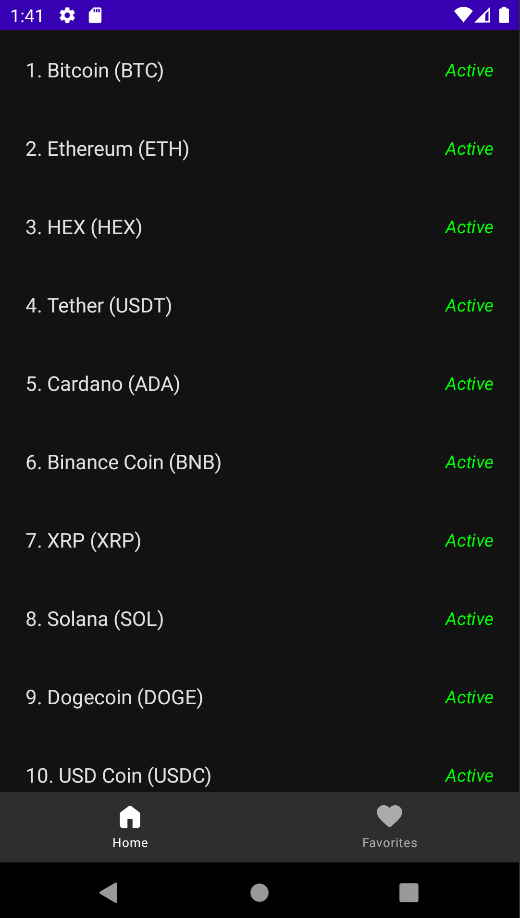 1:41
1. Bitcoin (BTC) Active
2. Ethereum (ETH) Active
3. HEX (HEX) Active
4. Tether (USDT) Active
5. Cardano (ADA) Active
6. Binance Coin (BNB) Active
7. XRP (XRP) Active
8. Solana (SOL) Active
9. Dogecoin (DOGE) Active
10. USD Coin (USDC) Active
Home Favorites